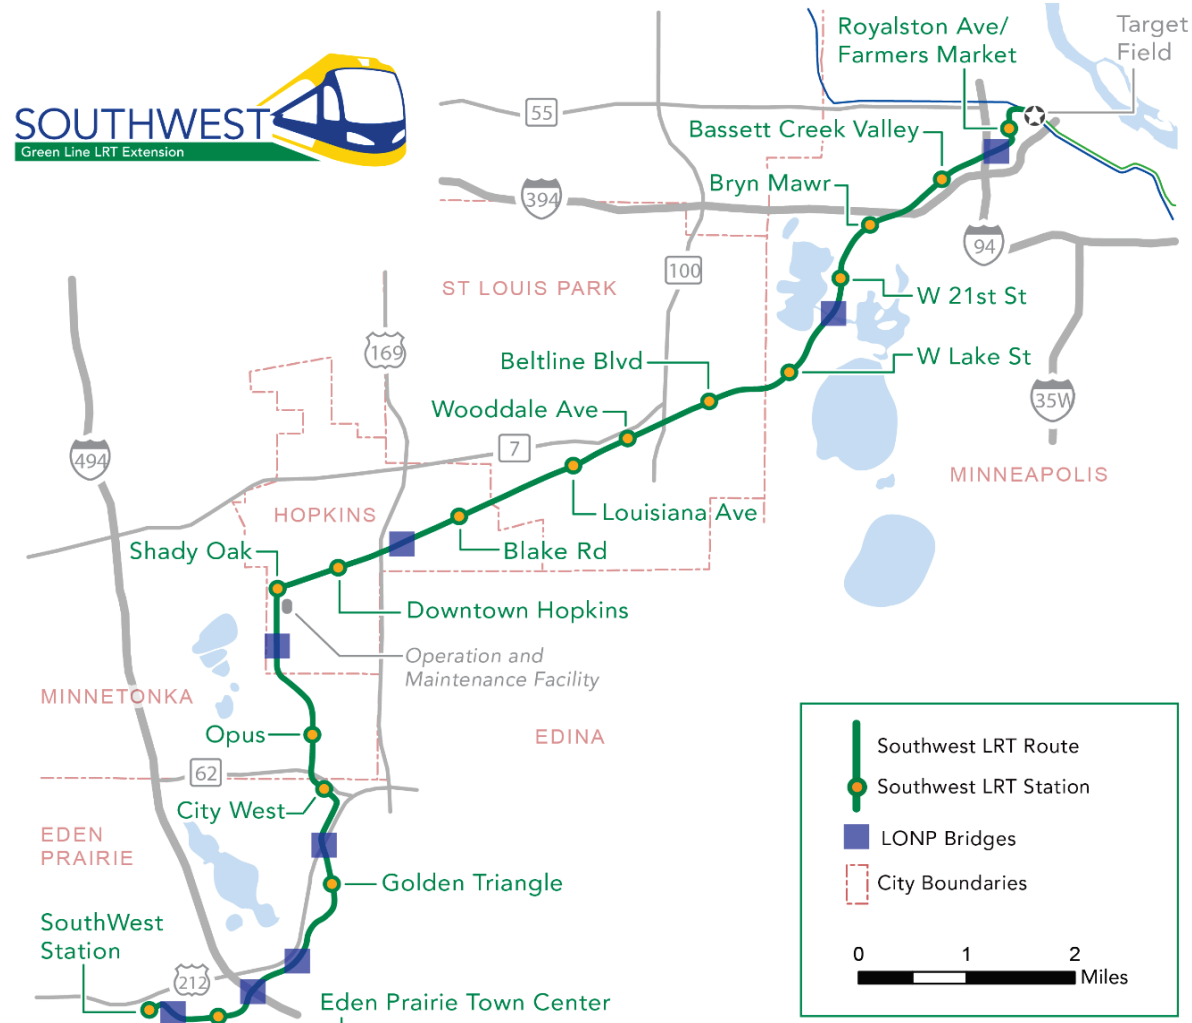 SOUTHWEST
Green Line LRT Extension
Royalston Ave/
Farmers Market
Target
Field
55
Bassett Creek Valley
Bryn Mawr
394
94
100
ST LOUIS PARK
W 21st St
169
Beltline Blvd
W Lake St
Wooddale Ave
35W
7
494
MINNEAPOLIS
HOPKINS
Louisiana Ave
Shady Oak
Blake Rd
Downtown Hopkins
Operation and
Maintenance Facility
MINNETONKA
Opus
EDINA
62
City West
EDEN
PRAIRIE
Golden Triangle
SouthWest
Station
212
Eden Prairie Town Center
Southwest LRT Route
Southwest LRT Station
LONP Bridges
City Boundaries
0 1 2
Miles